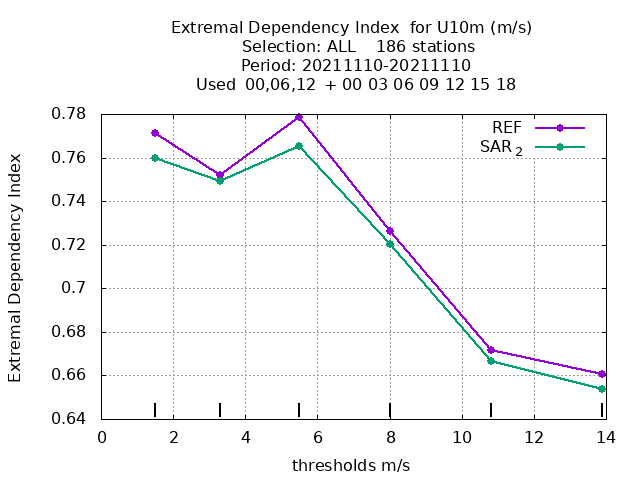 Extremal Dependency Index  for U10m (m/s)
Selection: ALL    186 stations
Period: 20211110-20211110
Used  00,06,12  + 00 03 06 09 12 15 18
REF
SAR 2
0.78
0.76
0.74
0.72
0.7
0.68
0.66
0.64
Extremal Dependency Index
0 2 4 6 8 10 12 14
thresholds m/s